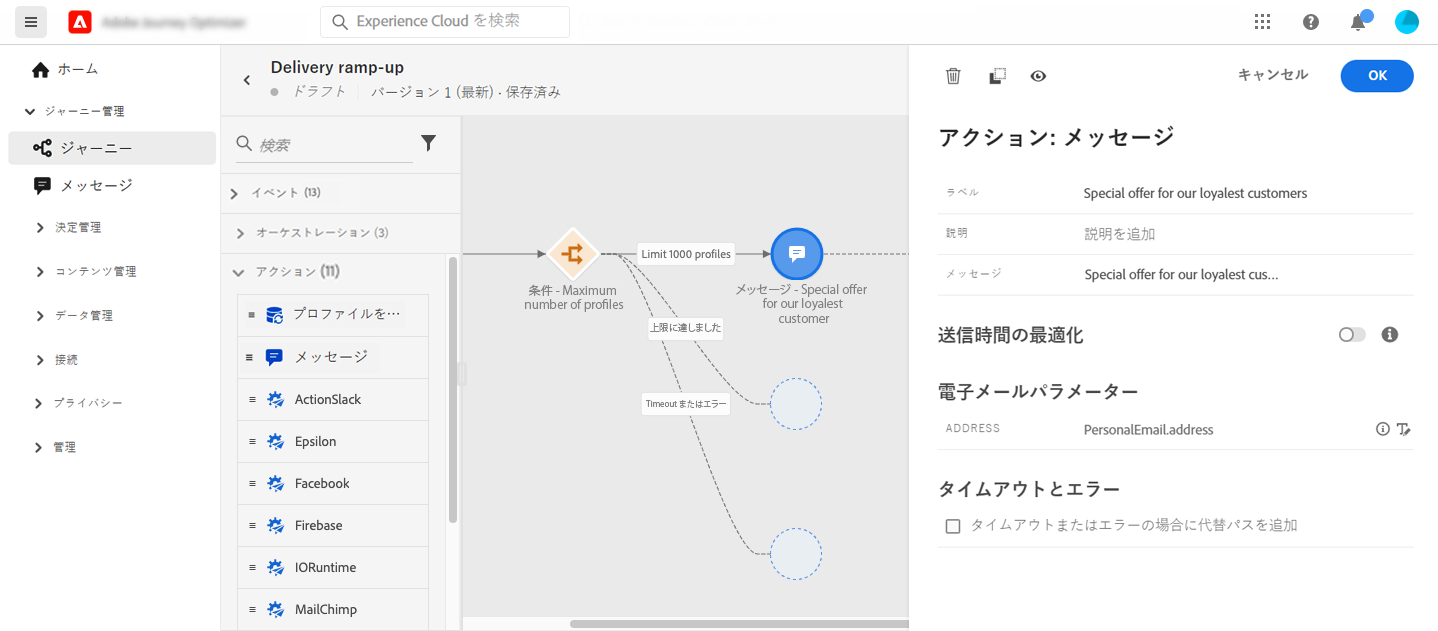 Experience Cloud を検索
ホーム
ジャーニー管理
ジャーニー
メッセージ
決定管理
コンテンツ管理
データ管理
接続
プライバシー
管理
Delivery ramp-up
ドラフト
バージョン 1 (最新) · 保存済み
検索
イベント (13)
オーケストレーション (3)
アクション (11)
プロファイルを…
メッセージ
ActionSlack
Epsilon
Facebook
Firebase
IORuntime
MailChimp
条件 - Maximum
number of profiles
Limit 1000 profiles
上限に達しました
Timeout またはエラー
メッセージ - Special offer
for our loyalest
customer
キャンセル
OK
アクション: メッセージ
ラベル
Special offer for our loyalest customers
説明
説明を追加
メッセージ
Special offer for our loyalest cus...
送信時間の最適化
電子メールパラメーター
ADDRESS
PersonalEmail.address
タイムアウトとエラー
タイムアウトまたはエラーの場合に代替パスを追加